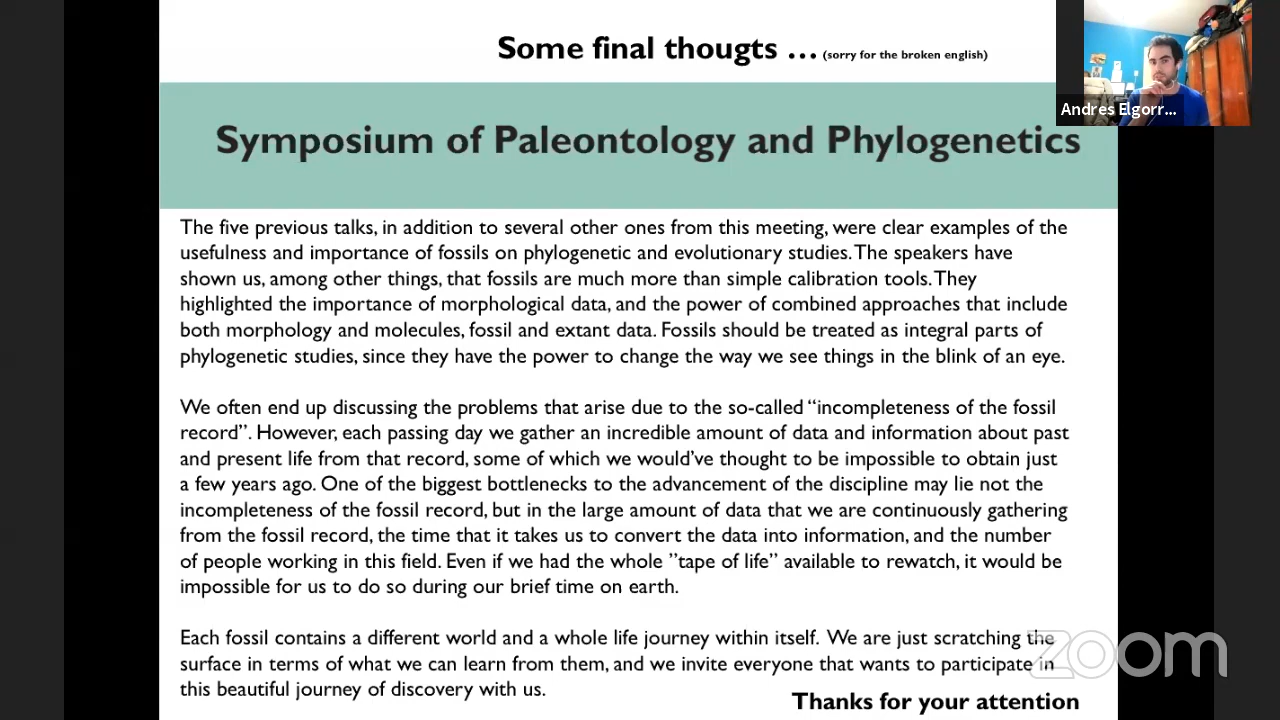 Some final thougts … (sorry for the broken english)
Andres Elgorr...
Symposium of Paleontology and Phylogenetics
The five previous talks, in addition to several other ones from this meeting, were clear examples of the
usefulness and importance of fossils on phylogenetic and evolutionary studies. The speakers have
shown us, among other things, that fossils are much more than simple calibration tools. They
highlighted the importance of morphological data, and the power of combined approaches that include
both morphology and molecules, fossil and extant data. Fossils should be treated as integral parts of
phylogenetic studies, since they have the power to change the way we see things in the blink of an eye.
We often end up discussing the problems that arise due to the so-called “incompleteness of the fossil
record”. However, each passing day we gather an incredible amount of data and information about past
and present life from that record, some of which we would’ve thought to be impossible to obtain just
a few years ago. One of the biggest bottlenecks to the advancement of the discipline may lie not the
incompleteness of the fossil record, but in the large amount of data that we are continuously gathering
from the fossil record, the time that it takes us to convert the data into information, and the number
of people working in this field. Even if we had the whole ”tape of life” available to rewatch, it would be
impossible for us to do so during our brief time on earth.
Each fossil contains a different world and a whole life journey within itself. We are just scratching the
surface in terms of what we can learn from them, and we invite everyone that wants to participate in
this beautiful journey of discovery with us.
zoom
Thanks for your attention